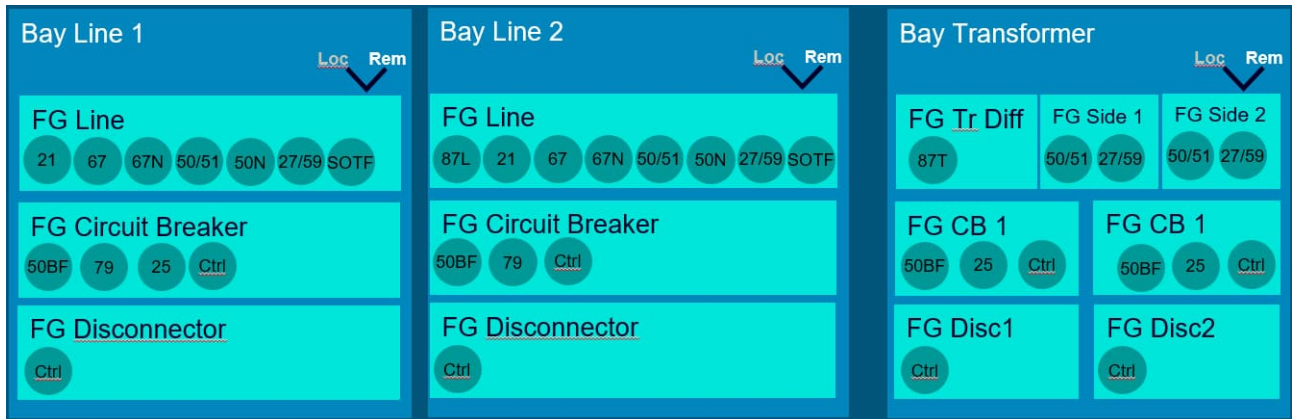 Bay Line 1
Loc Rem
FG Line
21 67 67N 50/51 50N 27/59 SOTF
FG Circuit Breaker
50BF 79 25 Ctrl
FG Disconnector
Ctrl
Bay Line 2
Loc Rem
FG Line
87L 21 67 67N 50/51 50N 27/59 SOTF
FG Circuit Breaker
50BF 79 Ctrl
FG Disconnector
Ctrl
Bay Transformer
Loc Rem
FG Tr Diff
87T
FG Side 1
50/51 27/59
FG Side 2
50/51 27/59
FG CB 1
50BF 25 Ctrl
FG CB 1
50BF 25 Ctrl
FG Disc1
Ctrl
FG Disc2
Ctrl